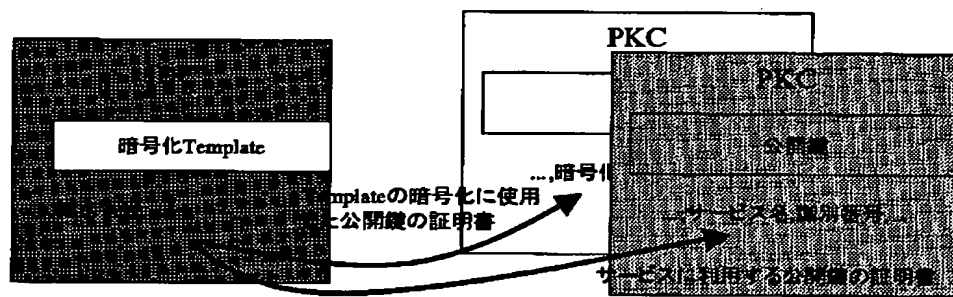 PKC
PKC
暗号化Template
公開鍵
...,暗号化
mplateの暗号化に使用
公開鍵の証明書
...サービス名,識別番号,...
サービスに利用する公開鍵の証明書